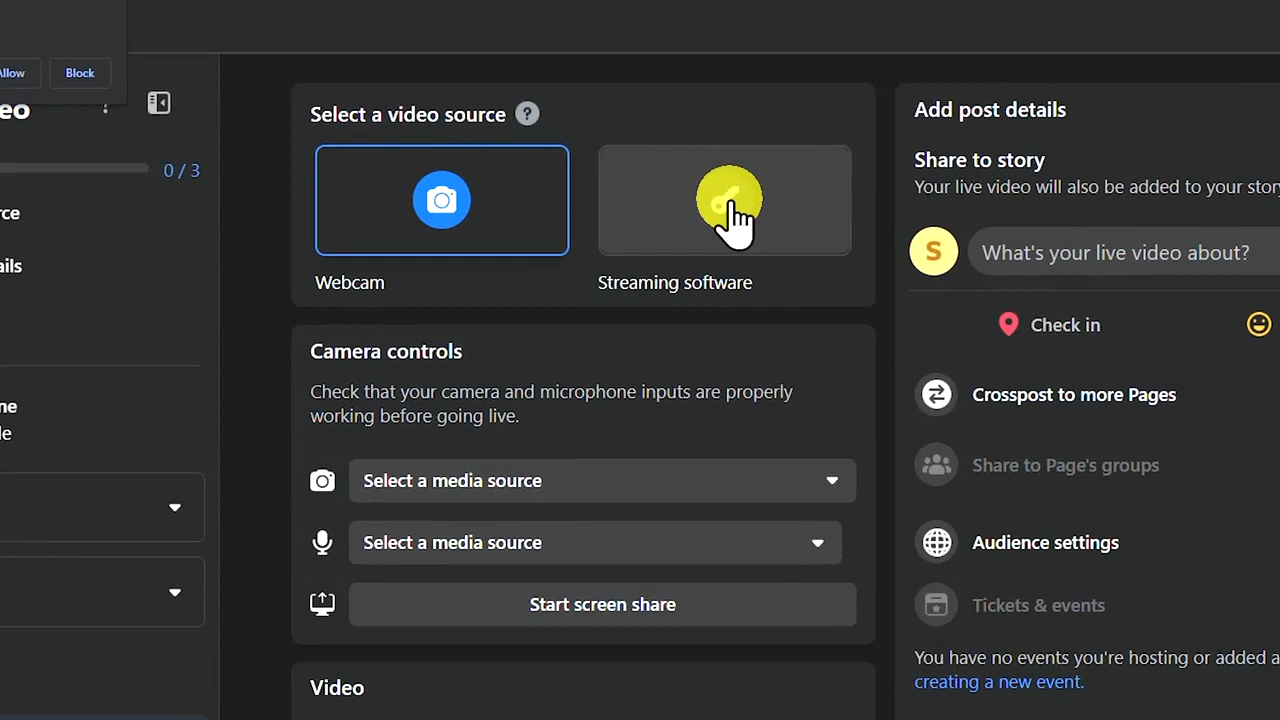 Allow
Block
eo
0 / 3
rce
ails
ne
le
Select a video source ?
Webcam
Streaming software
Camera controls
Check that your camera and microphone inputs are properly
working before going live.
Select a media source
Select a media source
Start screen share
Video
Add post details
Share to story
Your live video will also be added to your story
S
What's your live video about?
Check in
Crosspost to more Pages
Share to Page's groups
Audience settings
Tickets & events
You have no events you're hosting or added a
creating a new event.